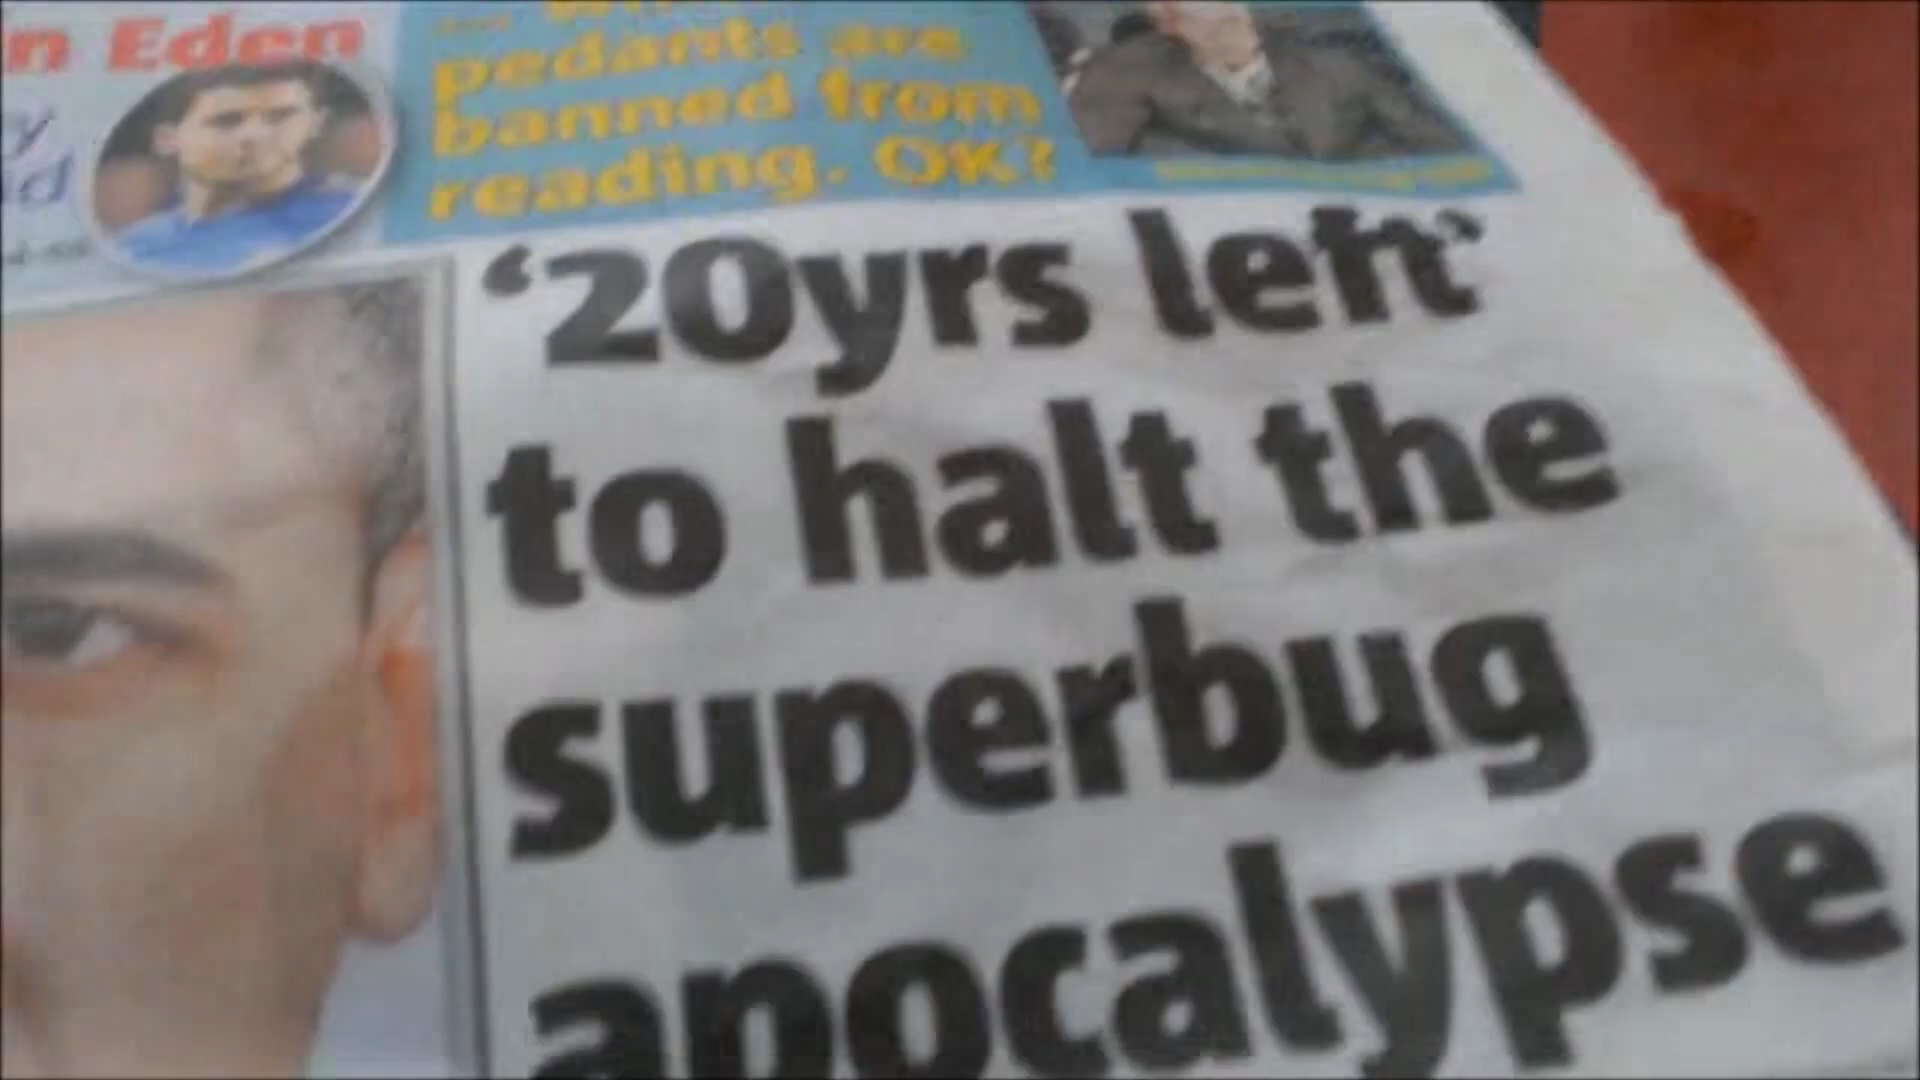 n Eden
y
pedants are
banned from
reading. OK?
'20yrs left'
to halt the
superbug
apocalypse